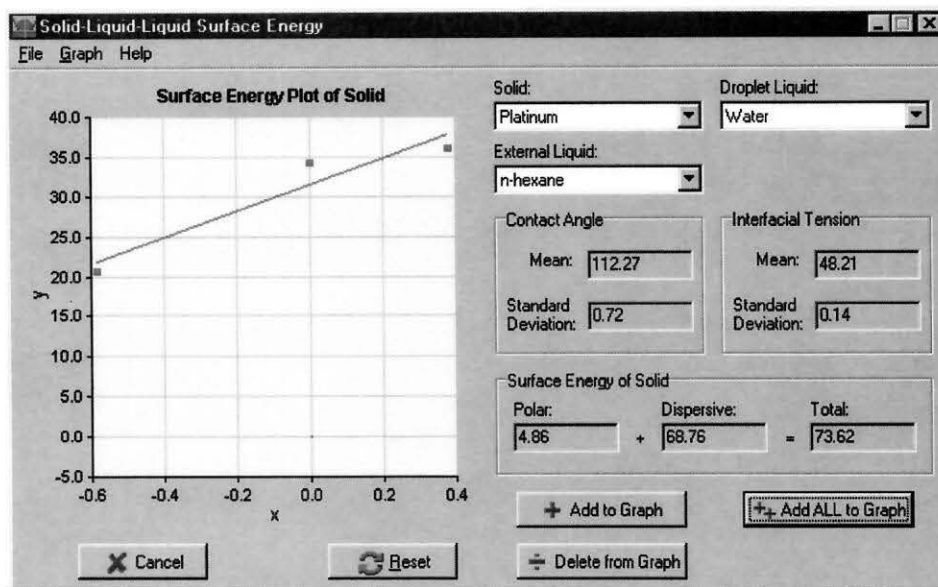 Solid-Liquid-Liquid Surface Energy
File Graph Help
Surface Energy Plot of Solid
40.0
35.0
30.0
25.0
20.0
15.0
10.0
5.0
0.0
-5.0
y
-0.6 -0.4 -0.2 0.0 0.2 0.4
x
Cancel
Reset
Solid:
Platinum
Droplet Liquid:
Water
External Liquid:
n-hexane
Contact Angle
Mean: 112.27
Standard
Deviation: 0.72
Interfacial Tension
Mean: 48.21
Standard
Deviation: 0.14
Surface Energy of Solid
Polar: Dispersive: Total:
4.86 + 68.76 = 73.62
Add to Graph
Add ALL to Graph
Delete from Graph